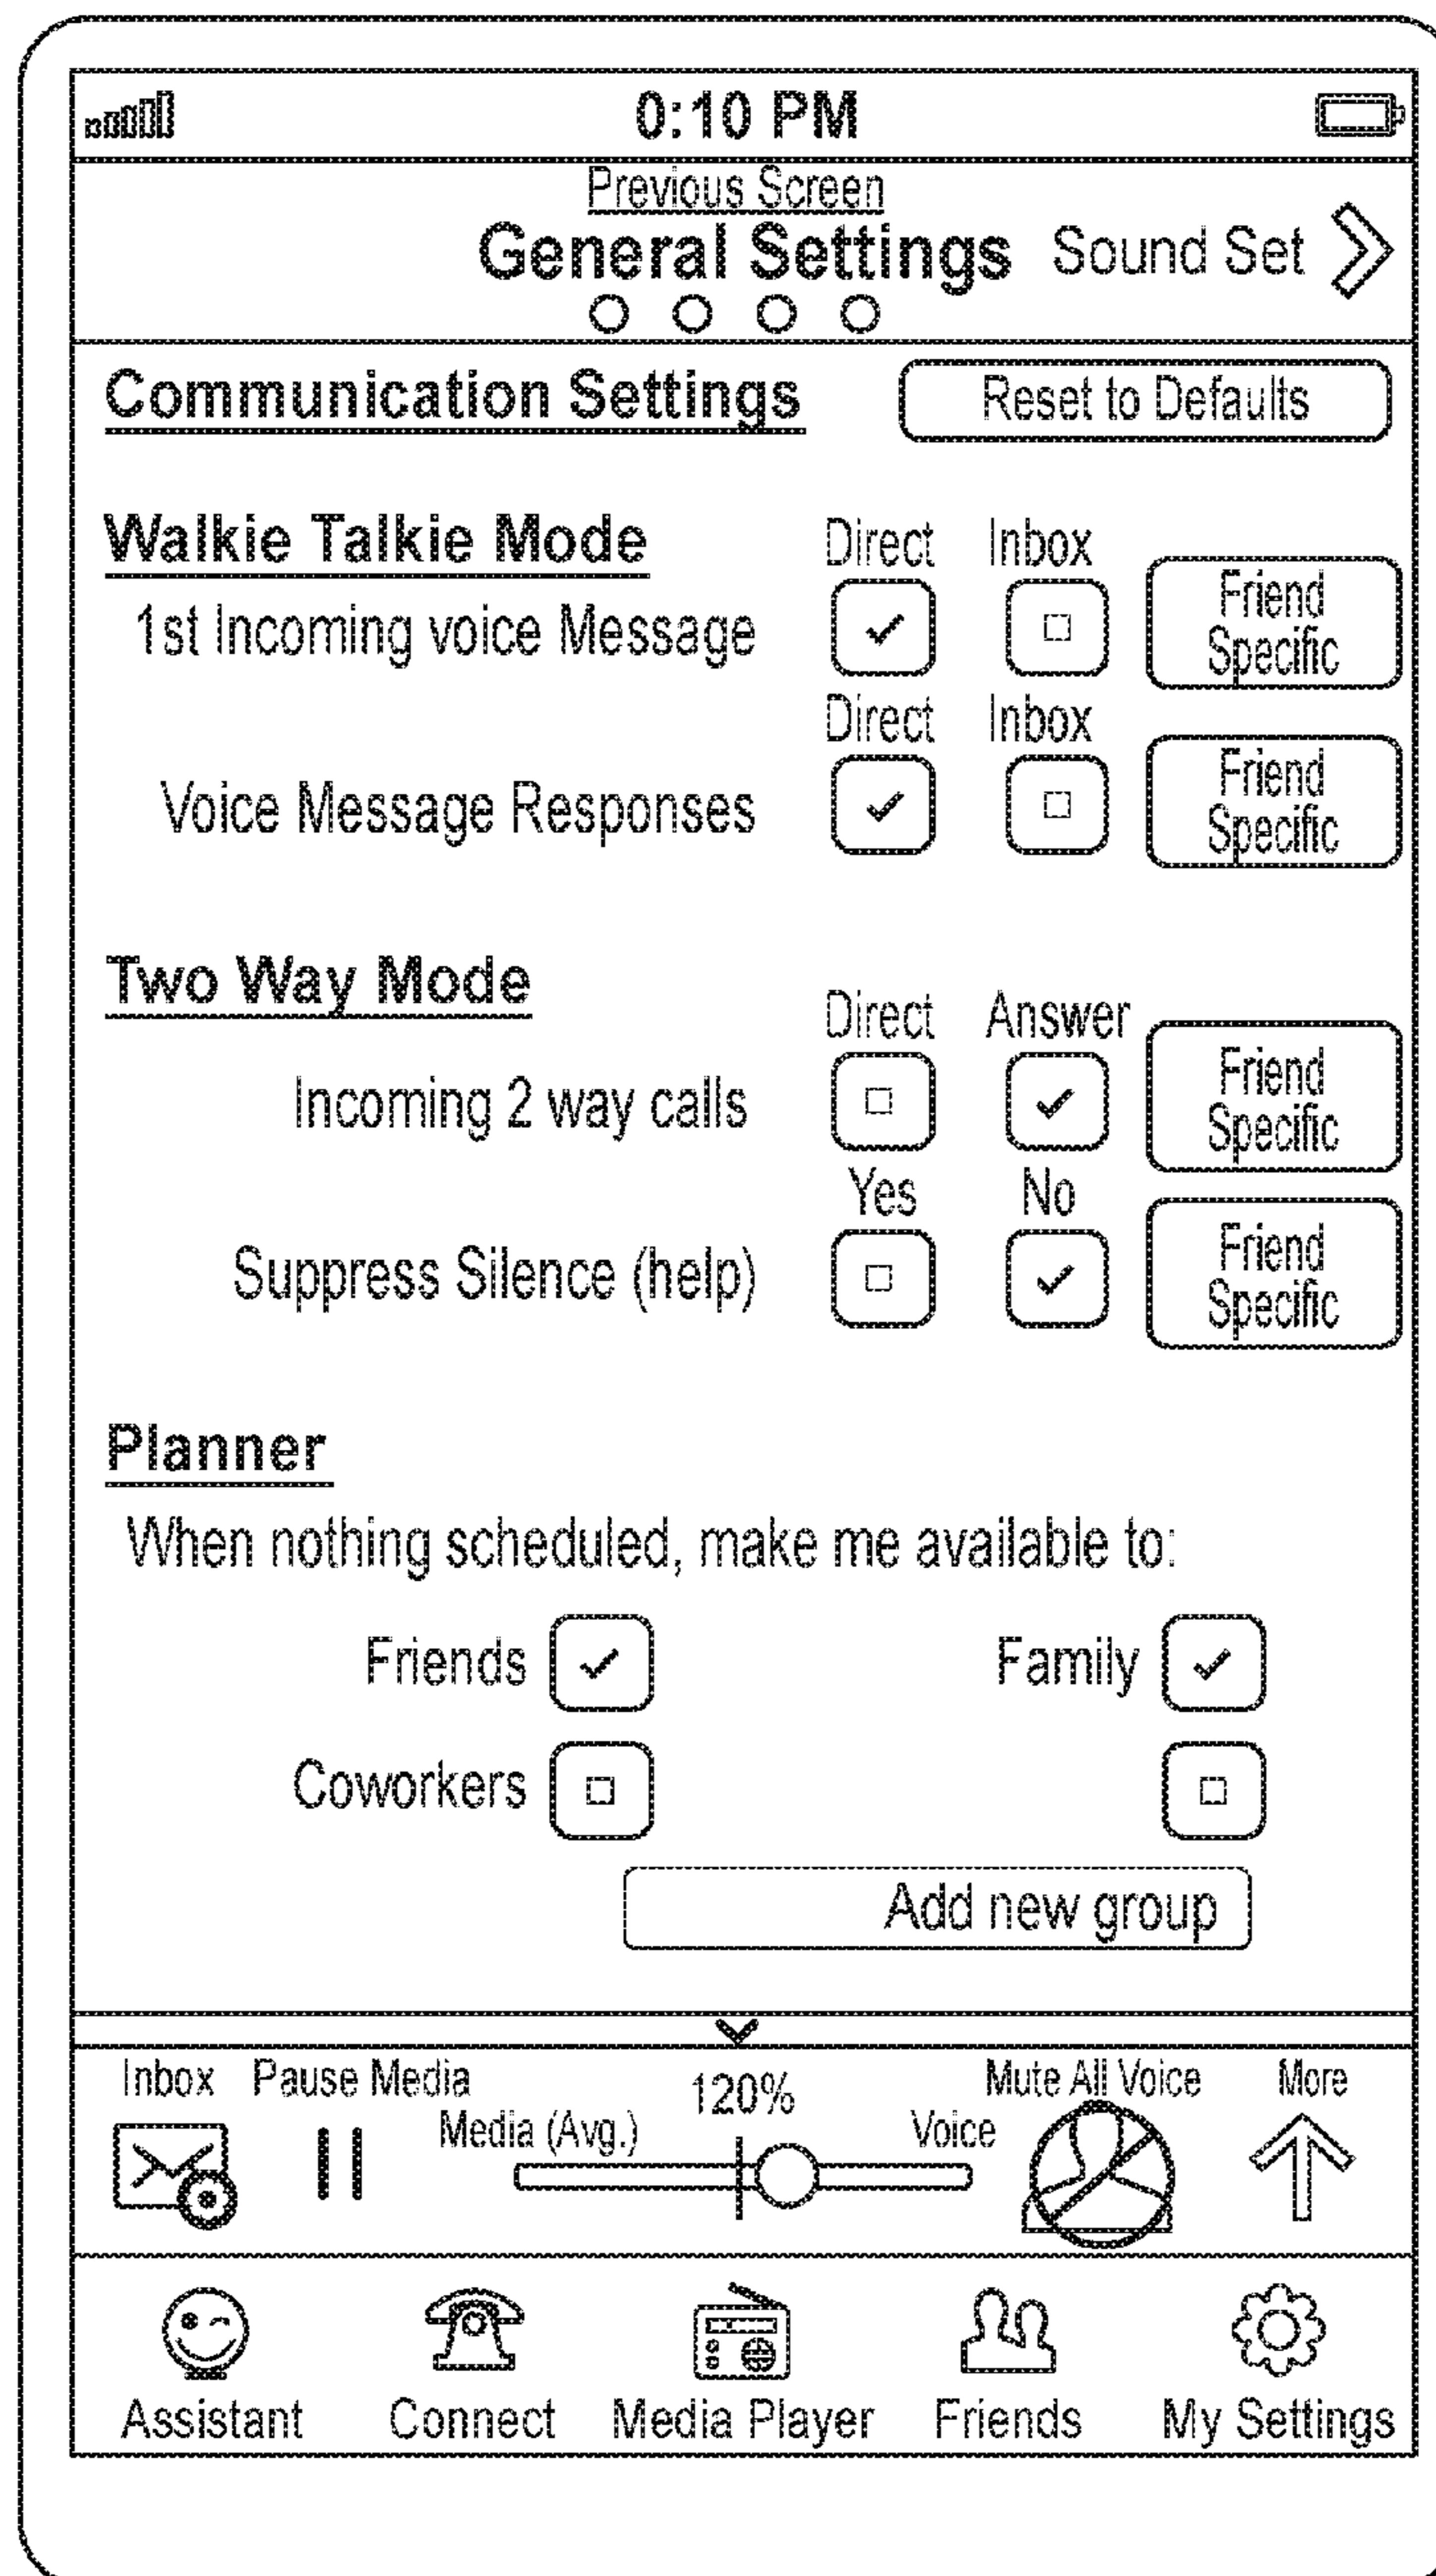 0:10 PM
Previous Screen
General Settings Sound Set
Communication Settings Reset to Defaults
Walkie Talkie Mode Direct Inbox
1st Incoming voice Message Friend Specific
Direct Inbox
Voice Message Responses Friend Specific
Two Way Mode Direct Answer
Incoming 2 way calls Friend Specific
Yes No
Suppress Silence (help) Friend Specific
Planner
When nothing scheduled, make me available to:
Friends Family
Coworkers
Add new group
Inbox Pause Media 120% Mute All Voice More
Media (Avg.) Voice
Assistant Connect Media Player Friends My Settings